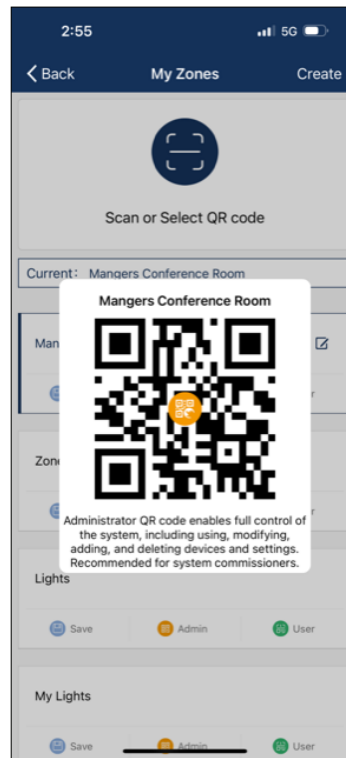 2:55
5G
Back
My Zones
Create
Scan or Select QR code
Current: Mangers Conference Room
Mangers Conference Room
Man
r
Zon
r
Administrator QR code enables full control of
the system, including using, modifying,
adding, and deleting devices and settings.
Recommended for system commissioners.
Lights
Save
Admin
User
My Lights
Save
Admin
User